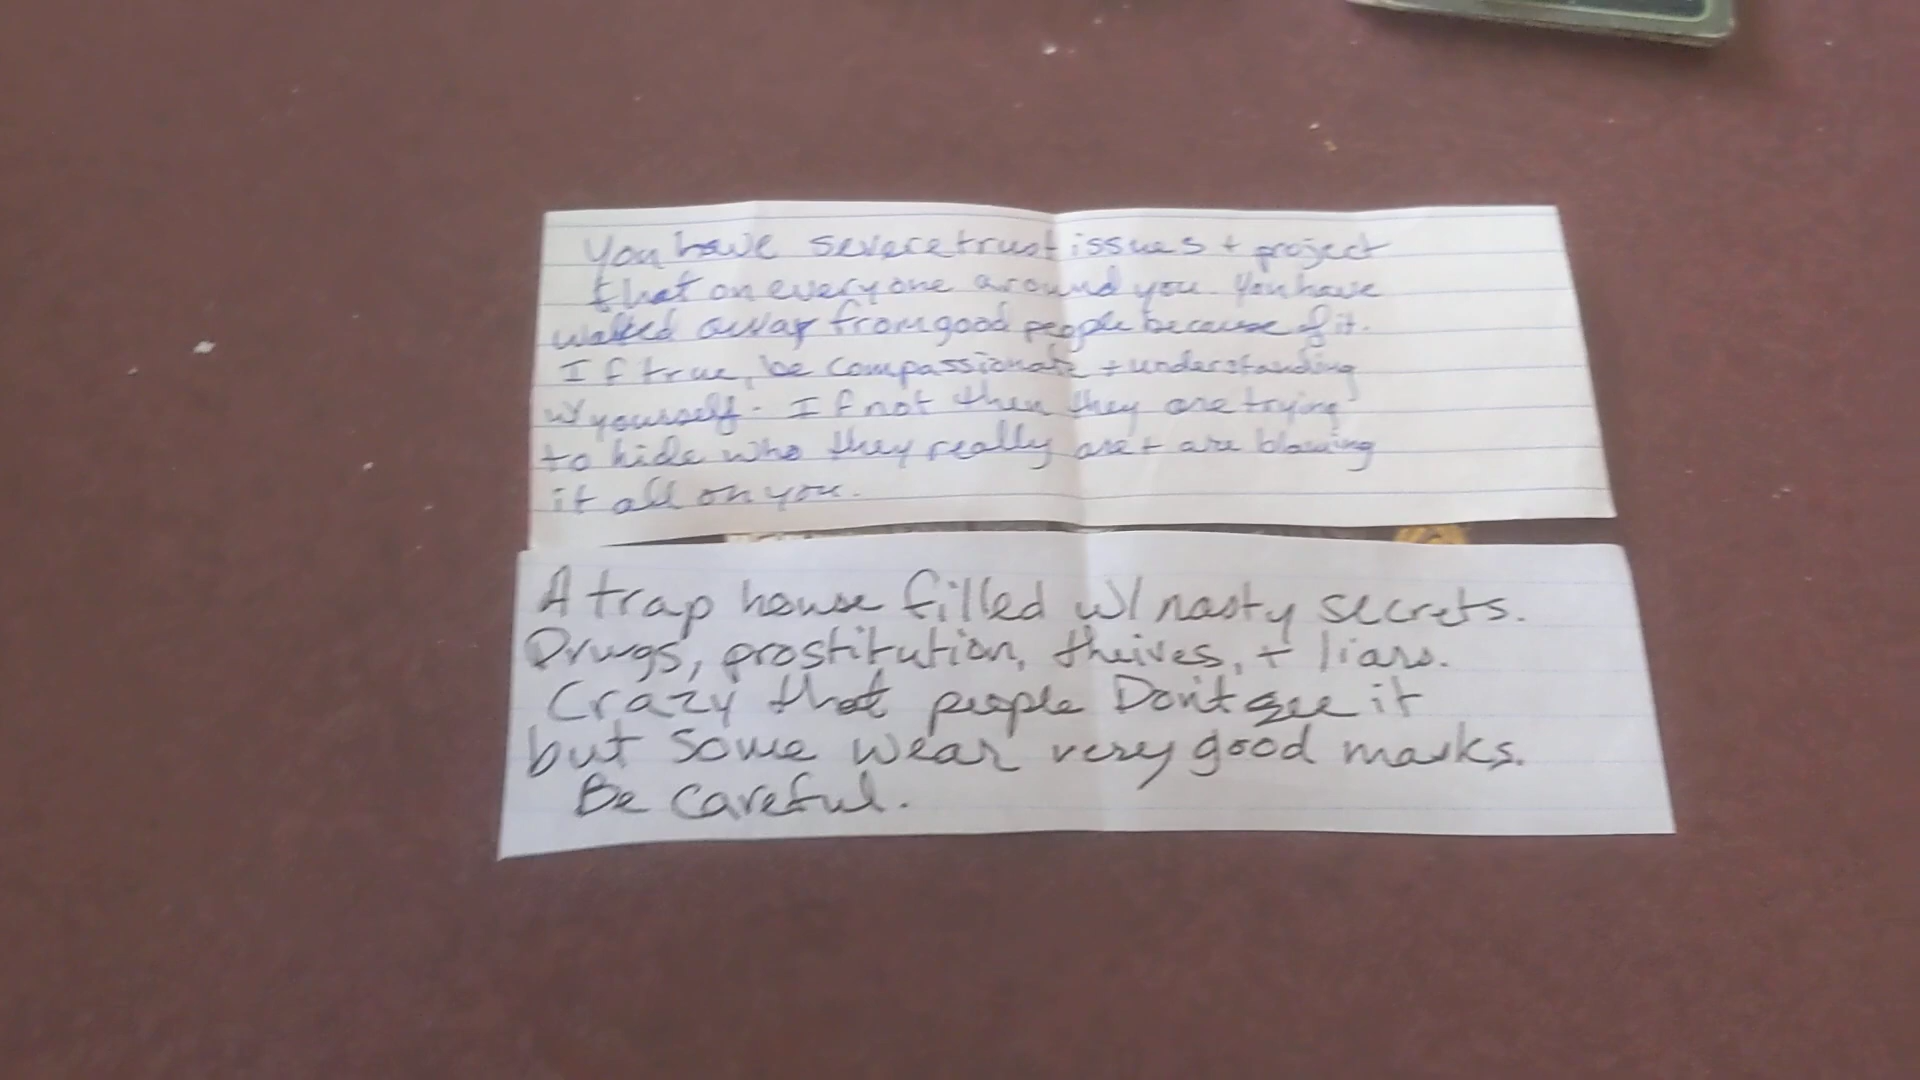 You have severe trust issues + project
that on everyone around you. You have
walked away from good people because of it.
If true, be compassionate + understanding
w/ yourself. If not then they are trying
to hide who they really are + are blaming
it all on you.
A trap house filled w/ nasty secrets.
Drugs, prostitution, theives, + liars.
Crazy that people Don't see it
but some wear very good masks.
Be careful.